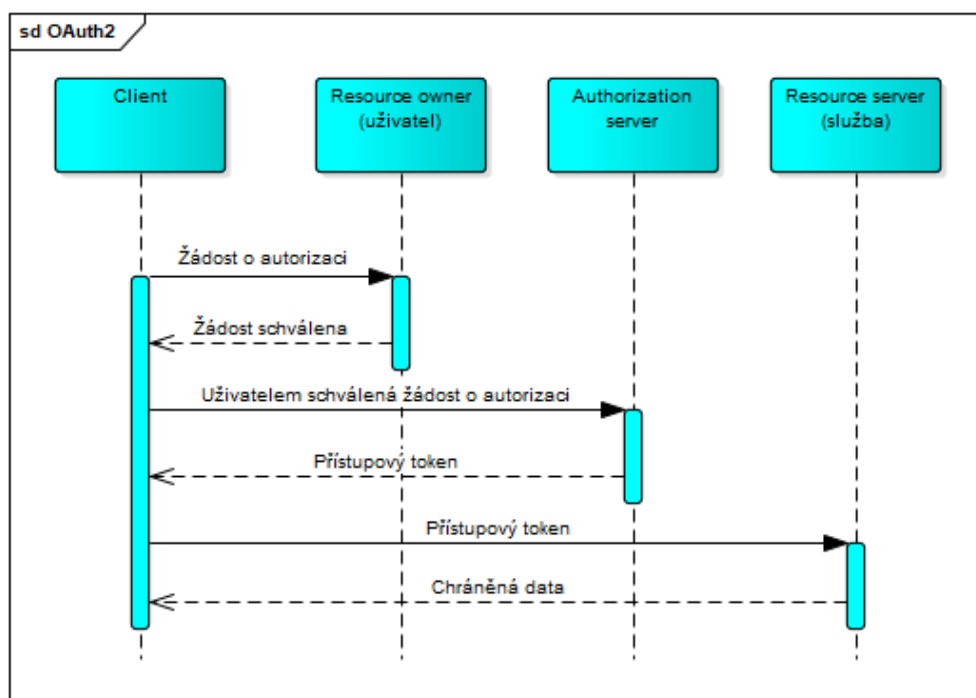 sd OAuth2
Client
Resource owner
(uživatel)
Authorization
server
Resource server
(služba)
Žádost o autorizaci
Žádost schválena
Uživatelem schválená žádost o autorizaci
Přístupový token
Přístupový token
Chráněná data